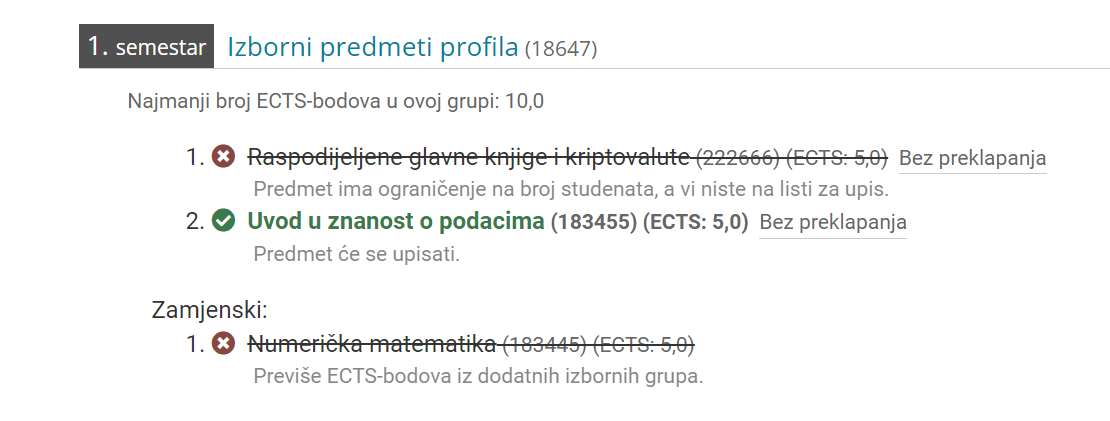 1. semestar Izborni predmeti profila (18647)
Najmanji broj ECTS-bodova u ovoj grupi: 10,0
1. Raspodijeljene glavne knjige i kriptovalute (222666) (ECTS: 5,0) Bez preklapanja
Predmet ima ograničenje na broj studenata, a vi niste na listi za upis.
2. Uvod u znanost o podacima (183455) (ECTS: 5,0) Bez preklapanja
Predmet će se upisati.
Zamjenski:
1. Numerička matematika (183445) (ECTS: 5,0)
Previše ECTS-bodova iz dodatnih izbornih grupa.